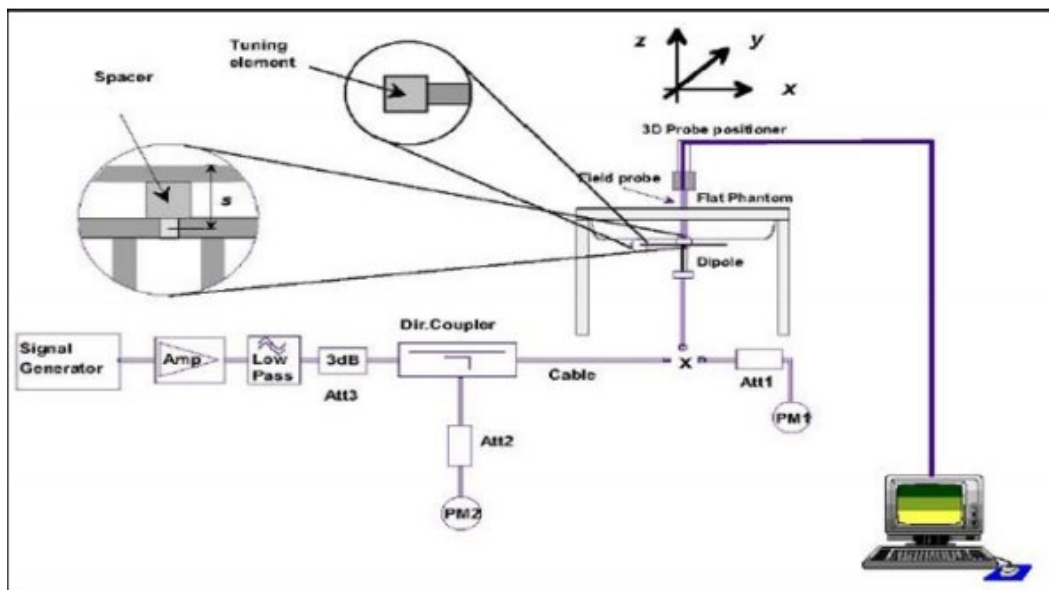 Tuning
element
Spacer
s
z
y
x
3D Probe positioner
Field probe
Flat Phantom
Dipole
Signal
Generator
Amp
Low
Pass
3dB
Att3
Dir.Coupler
Cable
x
Att1
PM1
Att2
PM2